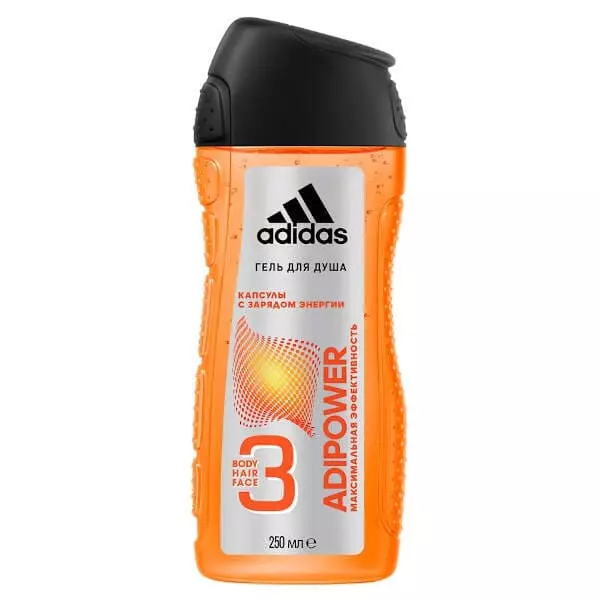 adidas
ГЕЛЬ ДЛЯ ДУША
КАПСУЛЫ
С ЗАРЯДОМ ЭНЕРГИИ
ADIPOWER
МАКСИМАЛЬНАЯ ЭФФЕКТИВНОСТЬ
BODY
HAIR
FACE
3
250 мл e